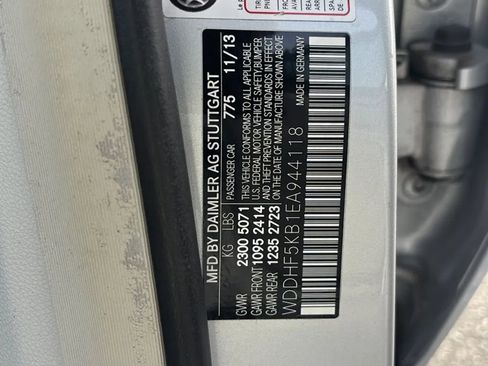 MFD BY DAIMLER AG STUTTGART
PASSENGER CAR 775 11/13
KG LBS
GVWR 2300 5071
GAWR FRONT 1095 2414
GAWR REAR 1235 2723
THIS VEHICLE CONFORMS TO ALL APPLICABLE
U.S. FEDERAL MOTOR VEHICLE SAFETY, BUMPER
AND THEFT PREVENTION STANDARDS IN EFFECT
ON THE DATE OF MANUFACTURE SHOWN ABOVE
WDDHF5KB1EA944118
MADE IN GERMANY